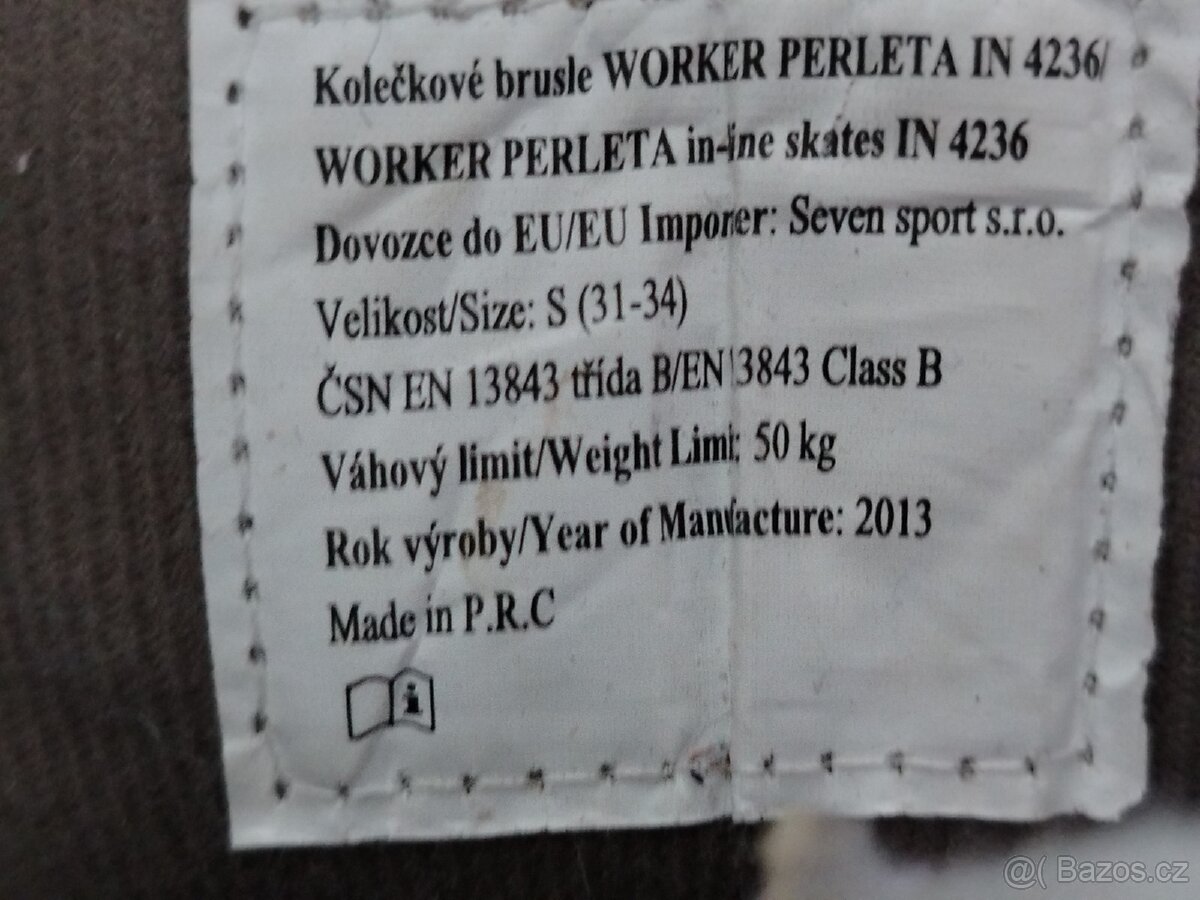 Kolečkové brusle WORKER PERLETA IN 4236/
WORKER PERLETA in-line skates IN 4236
Dovozce do EU/EU Importer: Seven sport s.r.o.
Velikost/Size: S (31-34)
ČSN EN 13843 třída B/EN 13843 Class B
Váhový limit/Weight Limit: 50 kg
Rok výroby/Year of Manufacture: 2013
Made in P.R.C
i
@( Bazos.cz